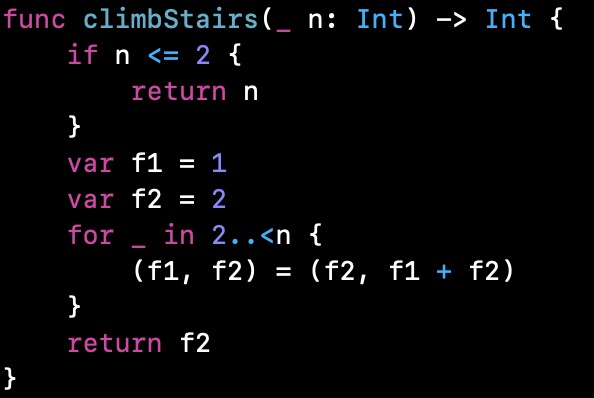 func climbStairs(_ n: Int) -> Int {
    if n <= 2 {
        return n
    }
    var f1 = 1
    var f2 = 2
    for _ in 2..<n {
        (f1, f2) = (f2, f1 + f2)
    }
    return f2
}